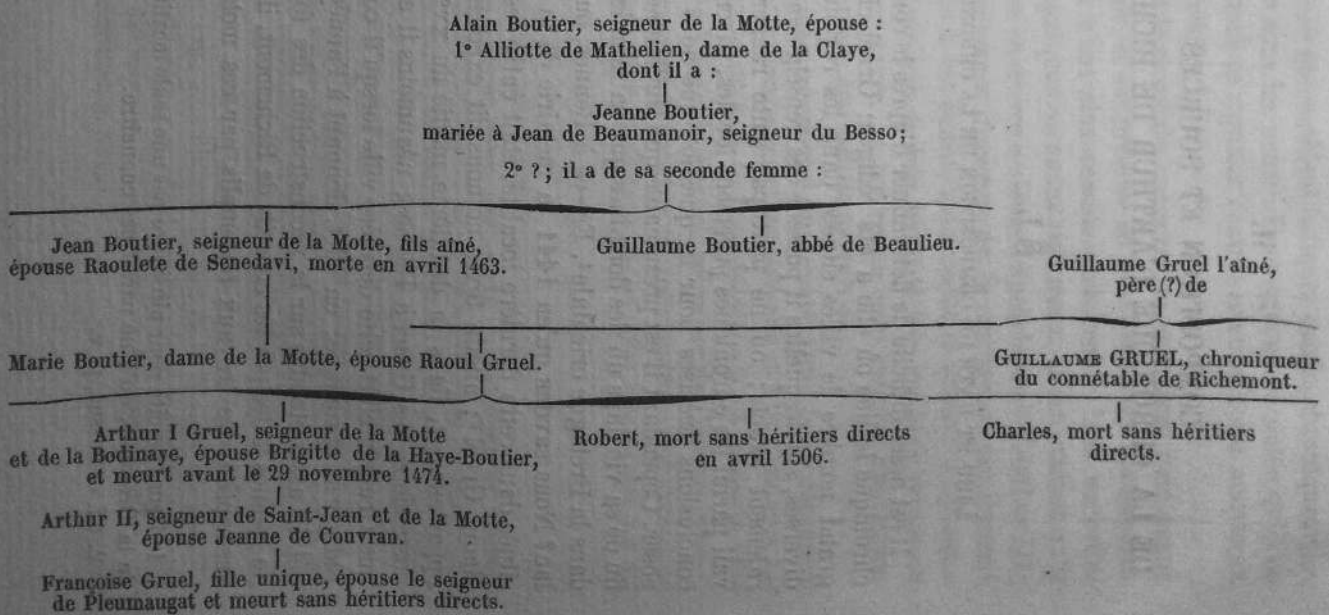 Alain Boutier, seigneur de la Motte, épouse :
1° Alliotte de Mathelien, dame de la Claye,
dont il a :
Jeanne Boutier,
mariée à Jean de Beaumanoir, seigneur du Besso;
2° ?; il a de sa seconde femme :
Jean Boutier, seigneur de la Motte, fils aîné,
épouse Raoulete de Senedavi, morte en avril 1463.
Guillaume Boutier, abbé de Beaulieu.
Guillaume Gruel l'aîné,
père (?) de
Marie Boutier, dame de la Motte, épouse Raoul Gruel.
GUILLAUME GRUEL, chroniqueur
du connétable de Richemont.
Arthur I Gruel, seigneur de la Motte
et de la Bodinaye, épouse Brigitte de la Haye-Boutier,
et meurt avant le 29 novembre 1474.
Robert, mort sans héritiers directs
en avril 1506.
Charles, mort sans héritiers
directs.
Arthur II, seigneur de Saint-Jean et de la Motte,
épouse Jeanne de Couvran.
Françoise Gruel, fille unique, épouse le seigneur
de Pleumaugat et meurt sans héritiers directs.